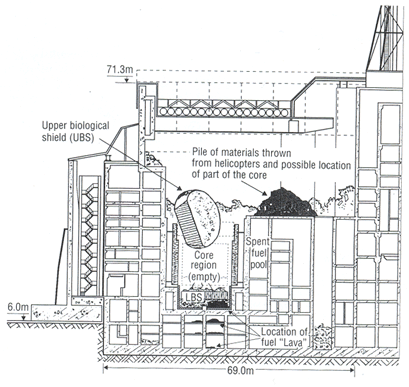 71.3m
Upper biological
shield (UBS)
Pile of materials thrown
from helicopters and possible location
of part of the core
Core
region
(empty)
Spent
fuel
pool
LBS
6.0m
Location of
fuel "Lava"
69.0m